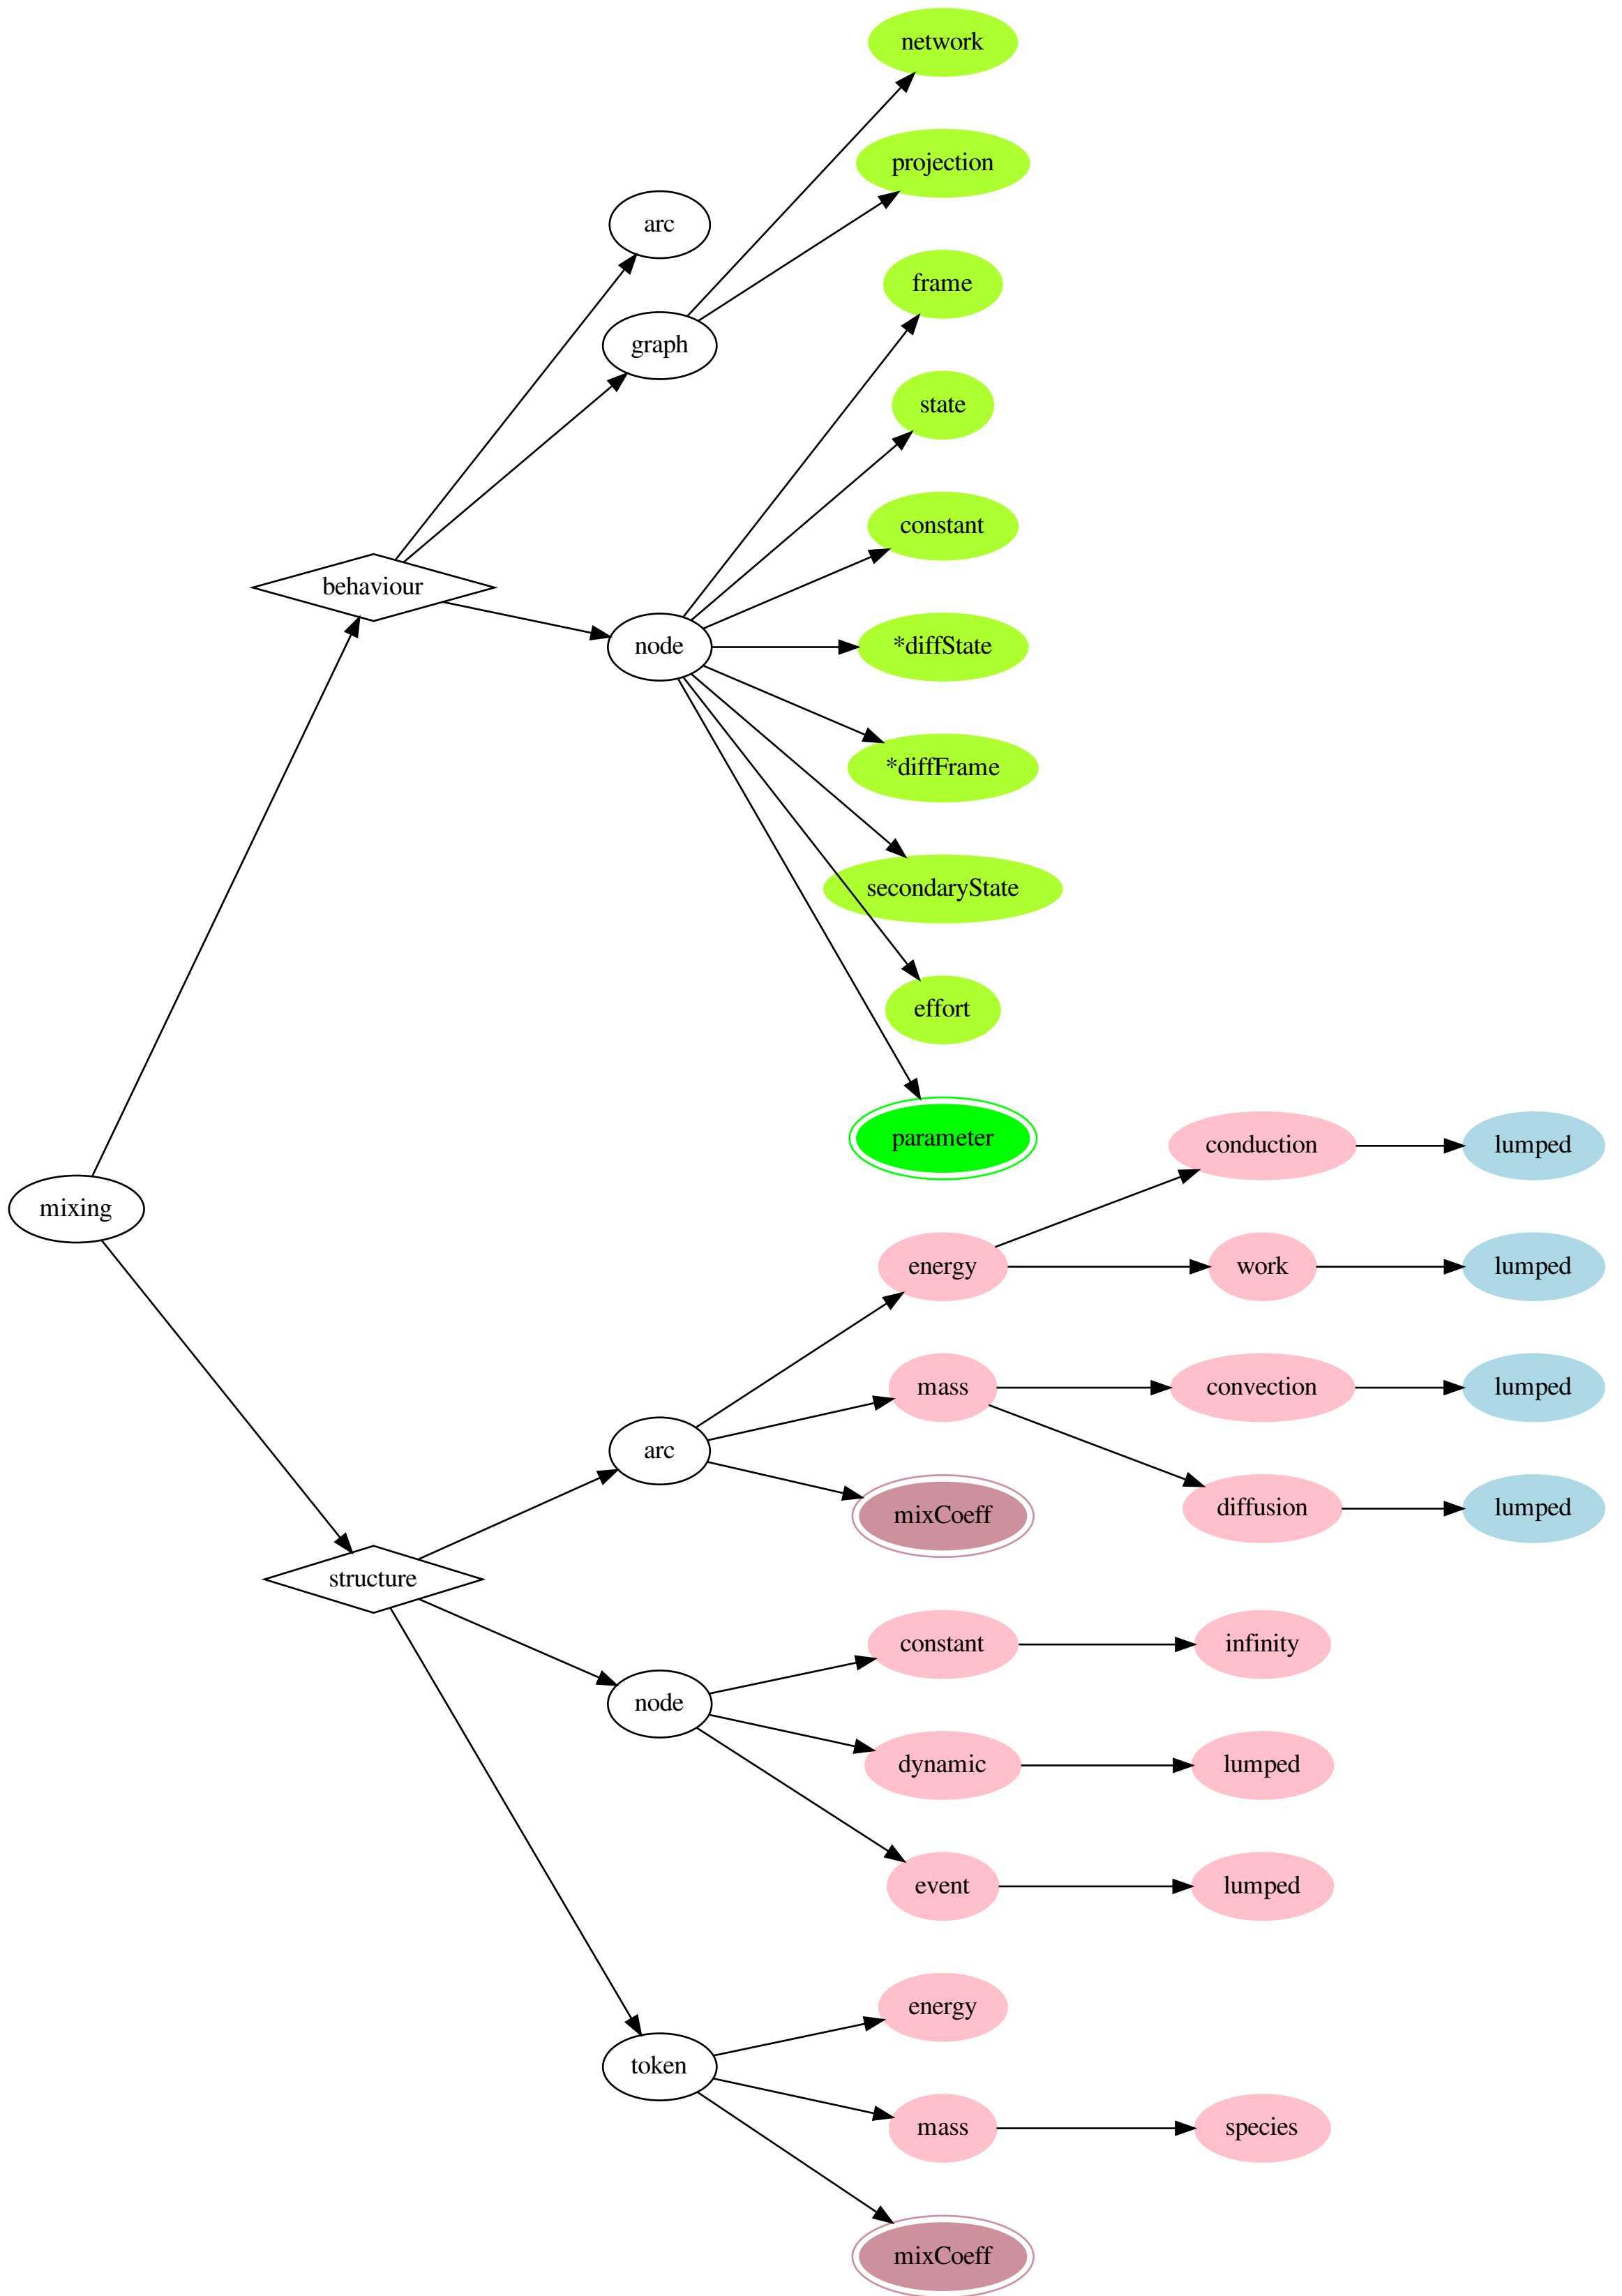 network
projection
arc
frame
graph
state
constant
behaviour
*diffState
node
*diffFrame
secondaryState
effort
parameter
conduction
lumped
mixing
energy
work
lumped
mass
convection
lumped
arc
mixCoeff
diffusion
lumped
structure
constant
infinity
node
dynamic
lumped
event
lumped
energy
token
mass
species
mixCoeff